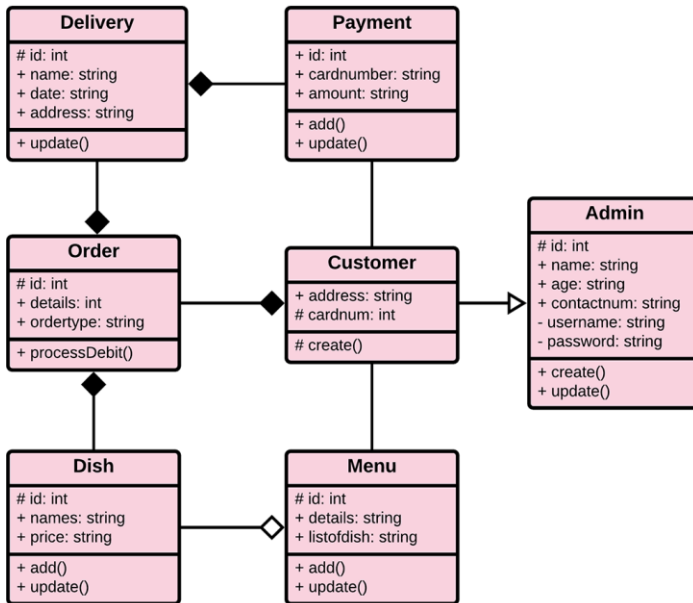 Delivery
# id: int
+ name: string
+ date: string
+ address: string
+ update()
Payment
+ id: int
+ cardnumber: string
+ amount: string
+ add()
+ update()
Order
# id: int
+ details: int
+ ordertype: string
+ processDebit()
Customer
+ address: string
# cardnum: int
# create()
Admin
# id: int
+ name: string
+ age: string
+ contactnum: string
- username: string
- password: string
+ create()
+ update()
Dish
# id: int
+ names: string
+ price: string
+ add()
+ update()
Menu
# id: int
+ details: string
+ listofdish: string
+ add()
+ update()